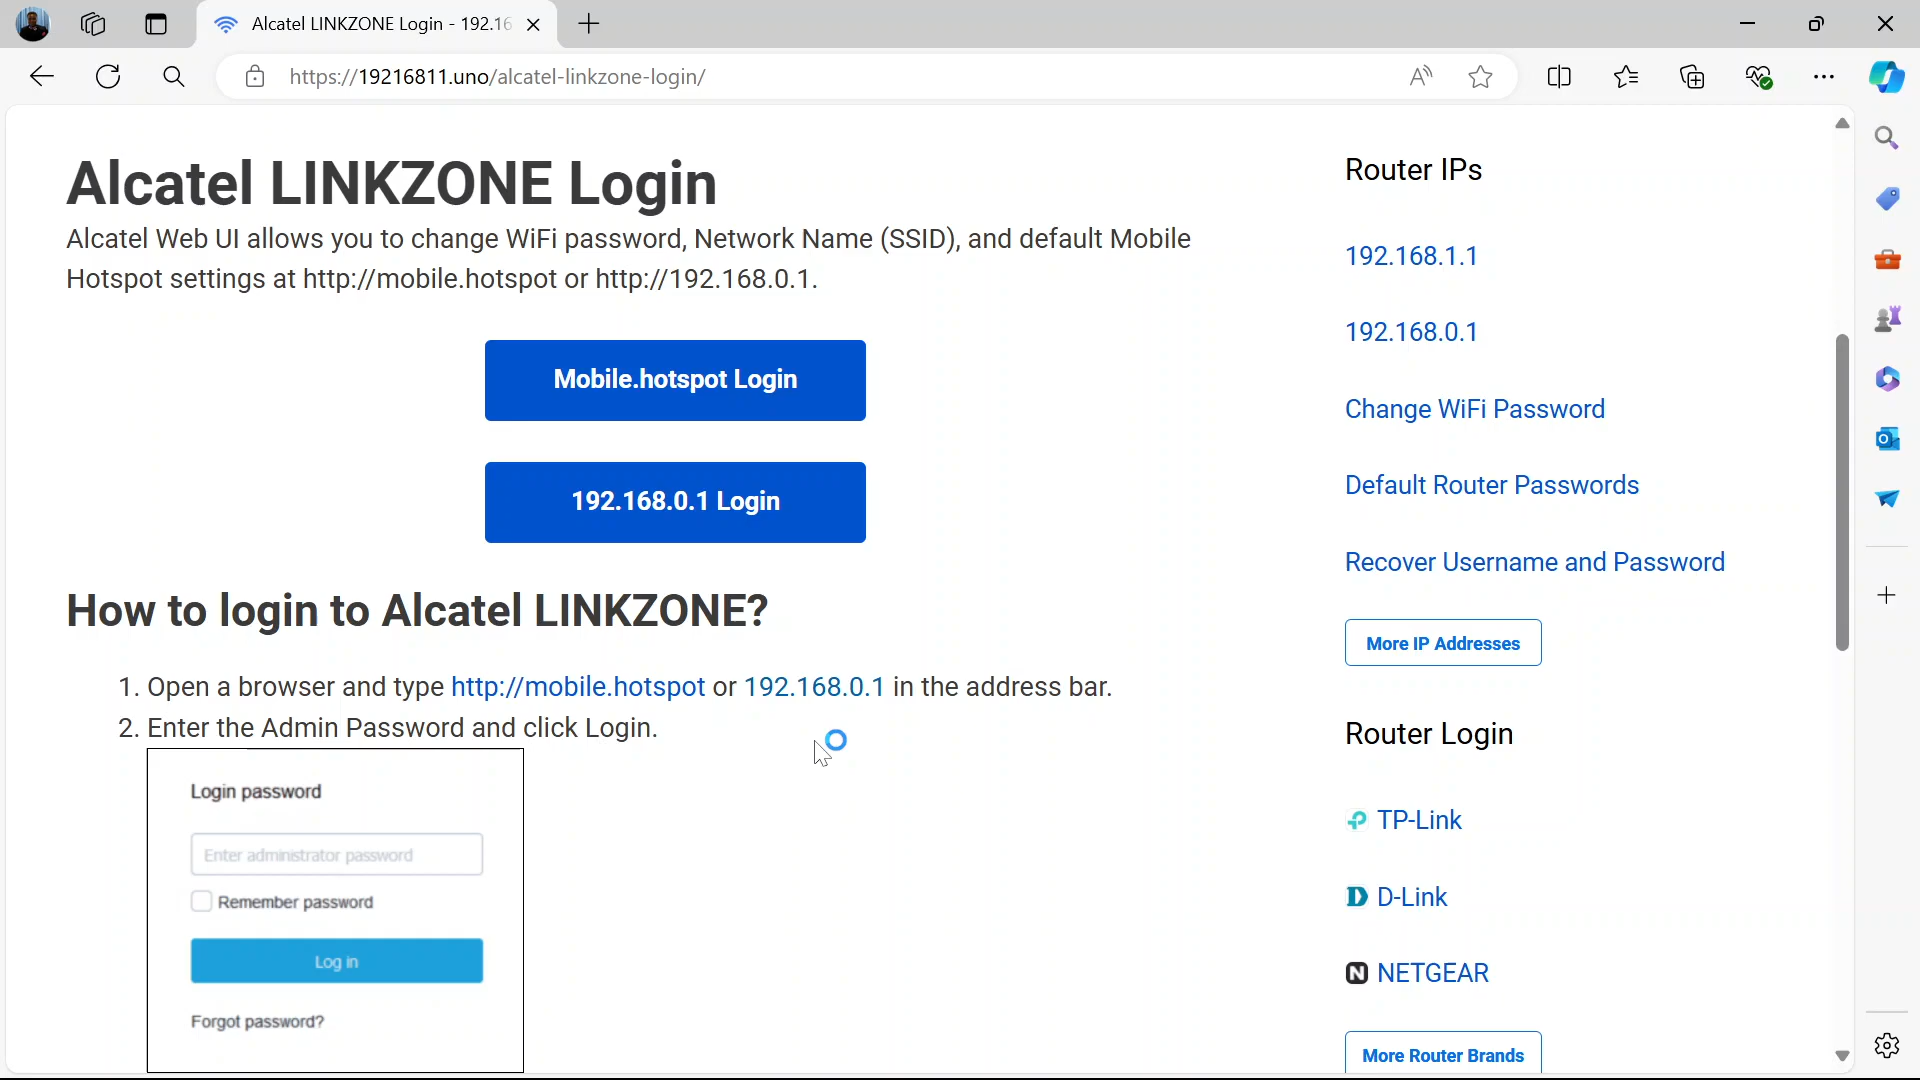 Alcatel LINKZONE Login - 192.16
https://19216811.uno/alcatel-linkzone-login/
Alcatel LINKZONE Login
Alcatel Web UI allows you to change WiFi password, Network Name (SSID), and default Mobile
Hotspot settings at http://mobile.hotspot or http://192.168.0.1.
Mobile.hotspot Login
192.168.0.1 Login
How to login to Alcatel LINKZONE?
1. Open a browser and type http://mobile.hotspot or 192.168.0.1 in the address bar.
2. Enter the Admin Password and click Login.
Login password
Enter administrator password
Remember password
Log in
Forgot password?
Router IPs
192.168.1.1
192.168.0.1
Change WiFi Password
Default Router Passwords
Recover Username and Password
More IP Addresses
Router Login
TP-Link
D-Link
NETGEAR
More Router Brands